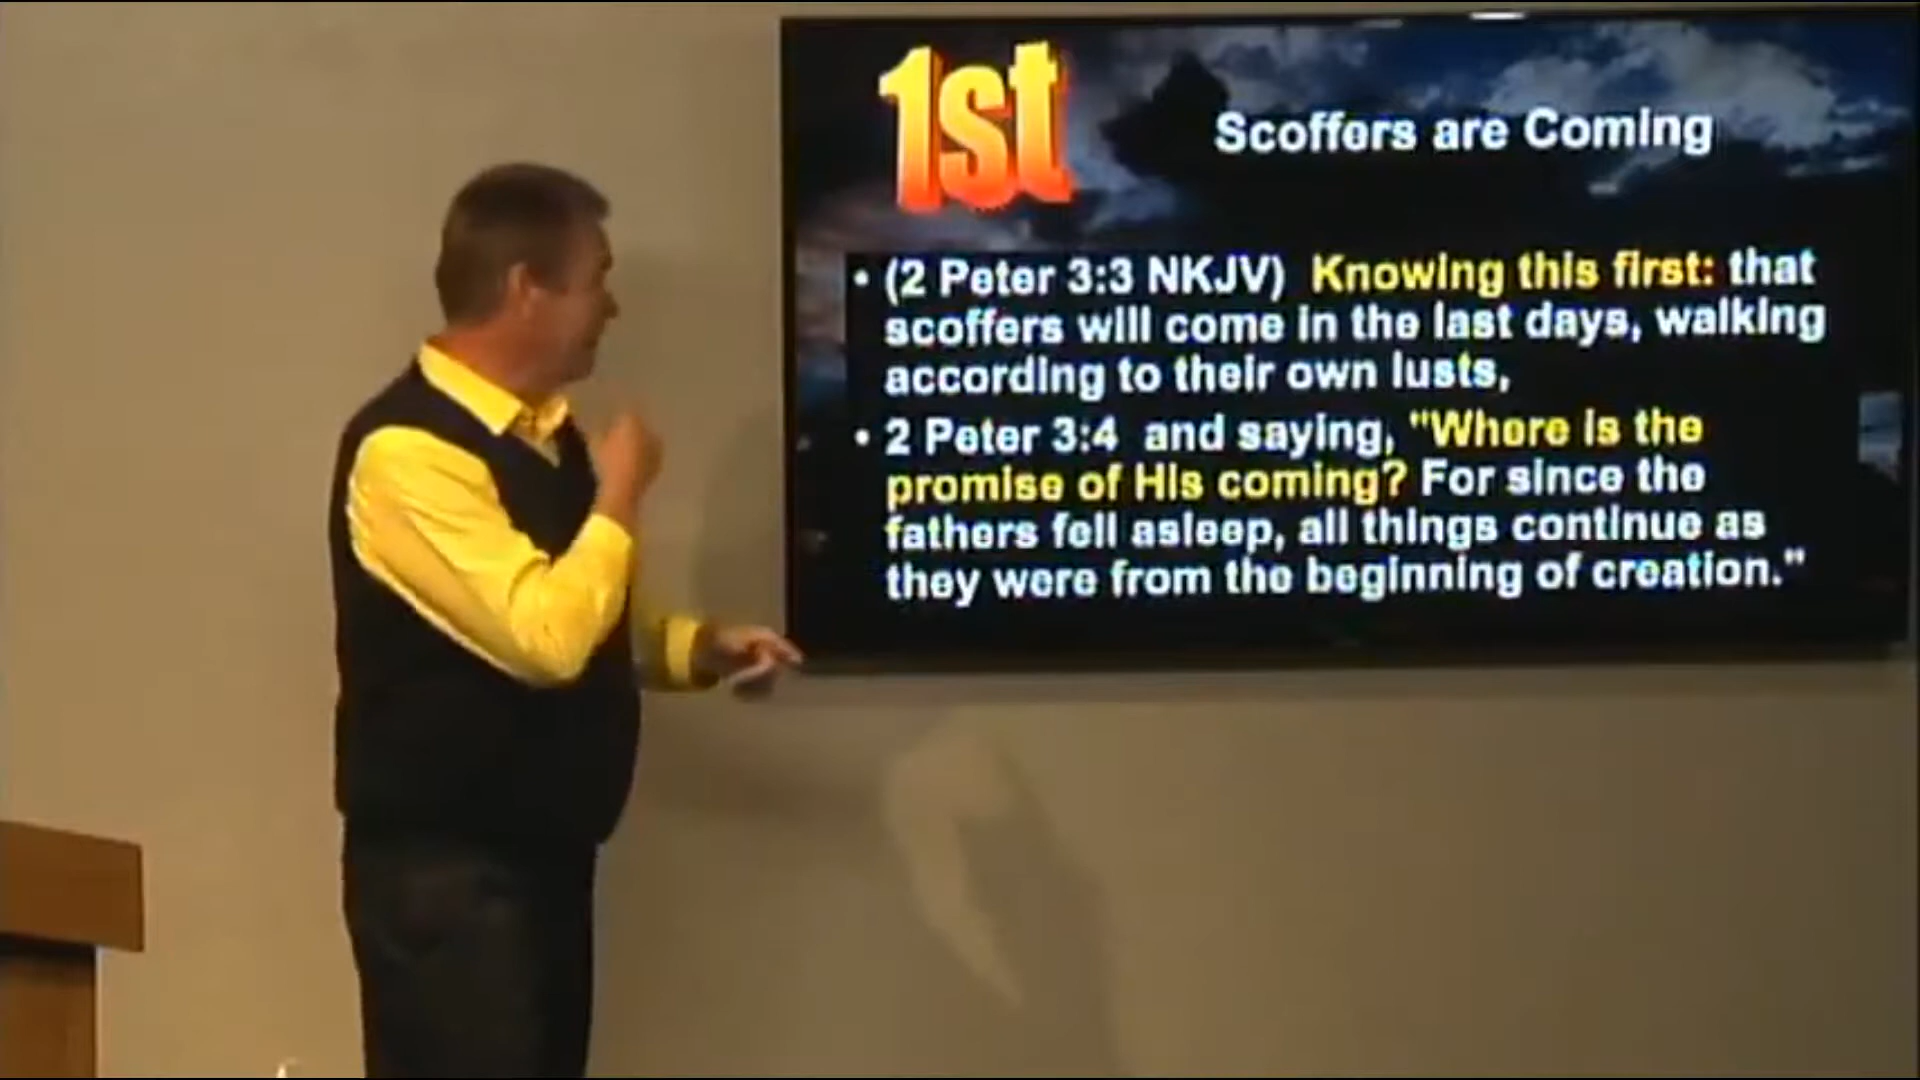 1st
Scoffers are Coming
• (2 Peter 3:3 NKJV) Knowing this first: that
scoffers will come in the last days, walking
according to their own lusts,
• 2 Peter 3:4 and saying, "Where is the
promise of His coming? For since the
fathers fell asleep, all things continue as
they were from the beginning of creation."